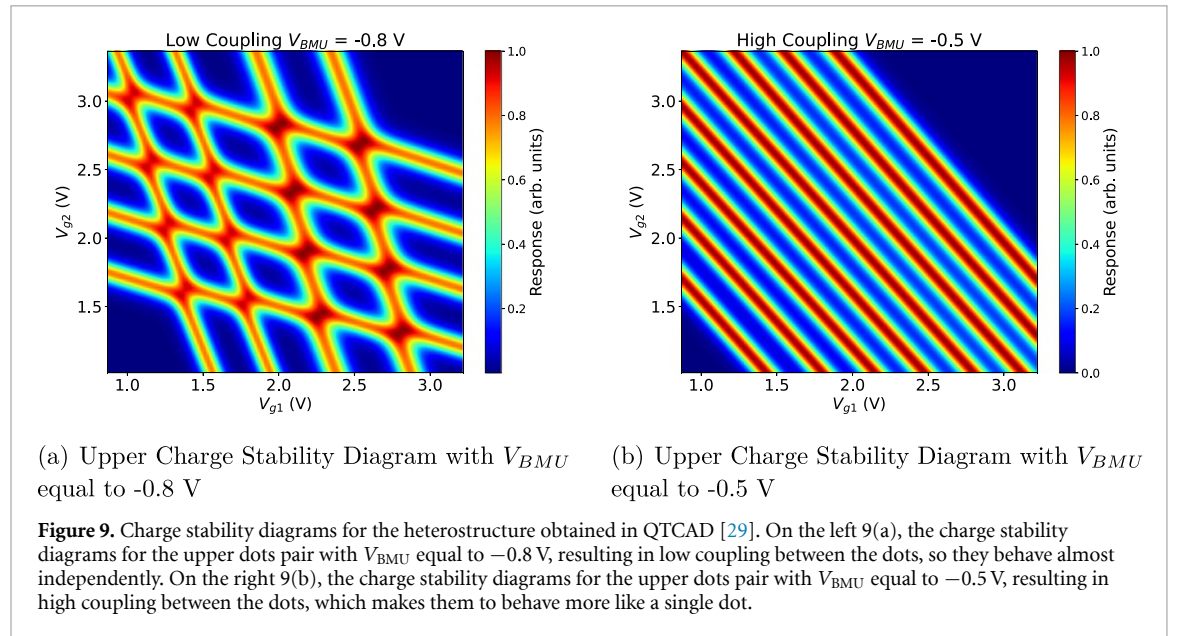 Low Coupling V_BMU = -0.8 V
V_g2 (V)
3.0
2.5
2.0
1.5
1.0 1.5 2.0 2.5 3.0
V_g1 (V)
1.0
0.8
0.6
0.4
0.2
Response (arb. units)
High Coupling V_BMU = -0.5 V
V_g2 (V)
3.0
2.5
2.0
1.5
1.0 1.5 2.0 2.5 3.0
V_g1 (V)
1.0
0.8
0.6
0.4
0.2
0.0
Response (arb. units)
(a) Upper Charge Stability Diagram with V_BMU
equal to -0.8 V
(b) Upper Charge Stability Diagram with V_BMU
equal to -0.5 V
Figure 9. Charge stability diagrams for the heterostructure obtained in QTCAD [29]. On the left 9(a), the charge stability
diagrams for the upper dots pair with V_BMU equal to −0.8 V, resulting in low coupling between the dots, so they behave almost
independently. On the right 9(b), the charge stability diagrams for the upper dots pair with V_BMU equal to −0.5 V, resulting in
high coupling between the dots, which makes them to behave more like a single dot.